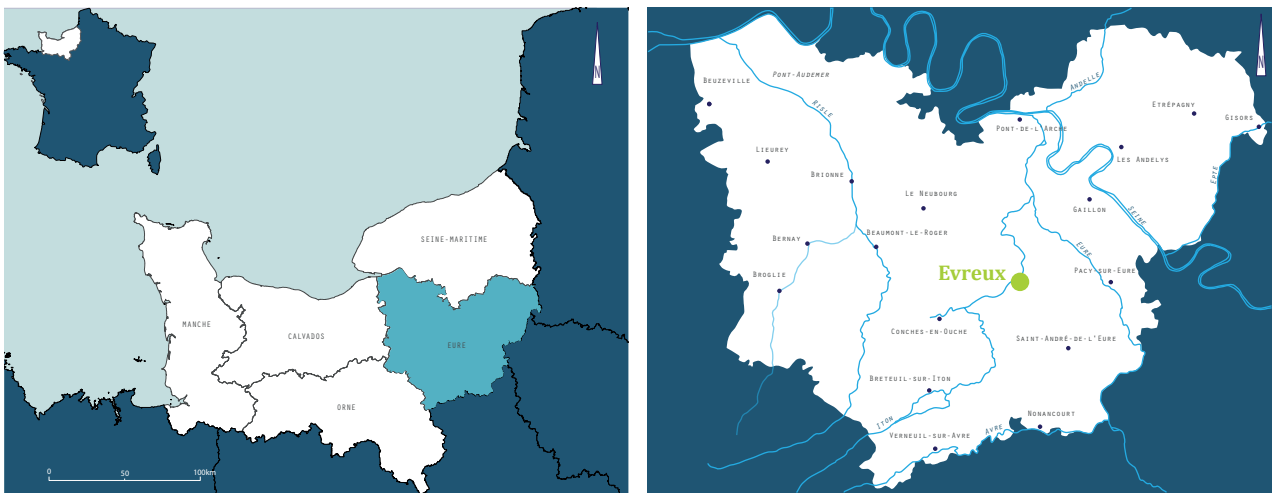 N
SEINE-MARITIME
MANCHE
CALVADOS
EURE
ORNE
0
50
100km
N
PONT-AUDEMER
BEUZEVILLE
RISLE
ANDELLE
ETRÉPAGNY
GISORS
PONT-DE-L'ARCHE
LIEUREY
LES ANDELYS
BRIONNE
EPTE
LE NEUBOURG
GAILLON
SEINE
BERNAY
BEAUMONT-LE-ROGER
EURE
BROGLIE
Evreux
PACY-SUR-EURE
CONCHES-EN-OUCHE
SAINT-ANDRÉ-DE-L'EURE
BRETEUIL-SUR-ITON
NONANCOURT
ITON
AVRE
VERNEUIL-SUR-AVRE